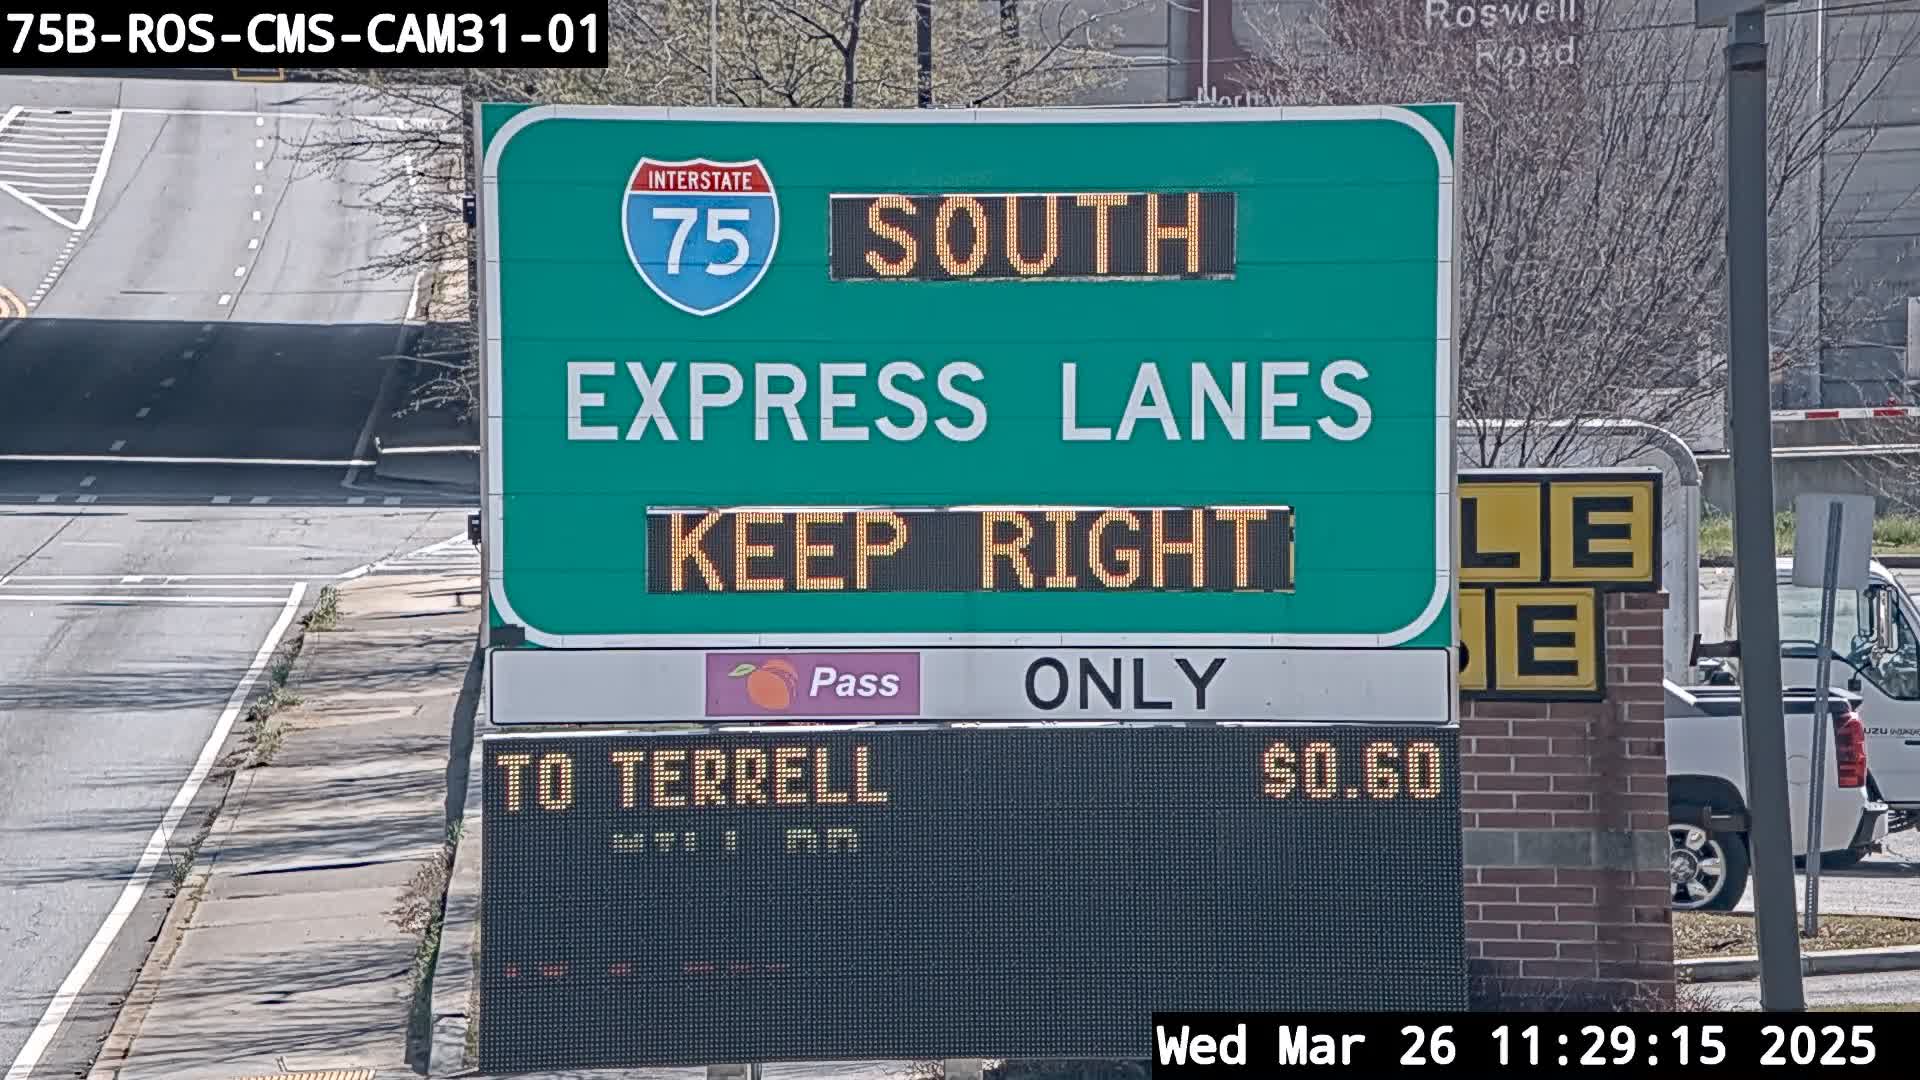 75B-ROS-CMS-CAM31-01
Roswell
Road
INTERSTATE
75
SOUTH
EXPRESS LANES
KEEP RIGHT
Pass ONLY
TO TERRELL $0.60
LE
E
Wed Mar 26 11:29:15 2025